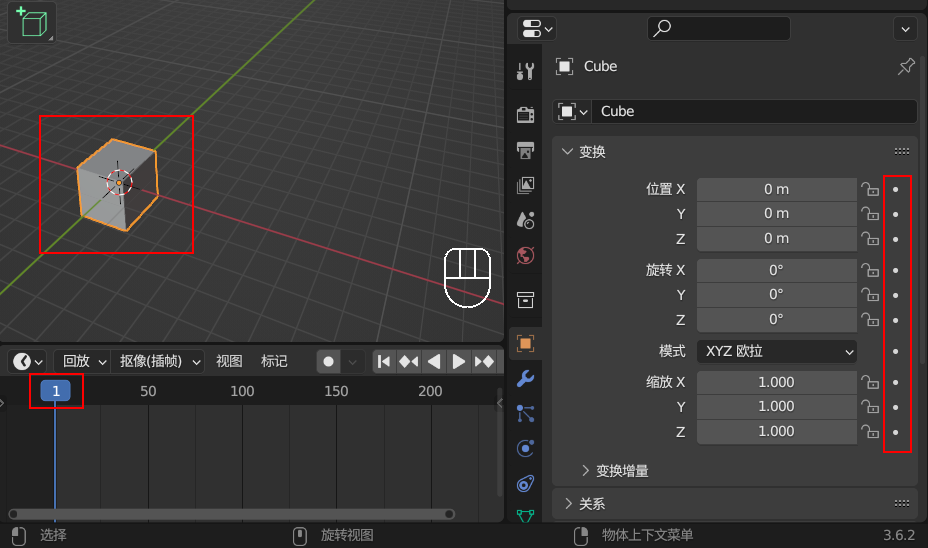 Cube
Cube
变换
位置 X 0 m
Y 0 m
Z 0 m
旋转 X 0°
Y 0°
Z 0°
模式 XYZ 欧拉
缩放 X 1.000
Y 1.000
Z 1.000
变换增量
关系
回放 抠像(插帧) 视图 标记
1 50 100 150 200
选择 旋转视图 物体上下文菜单 3.6.2